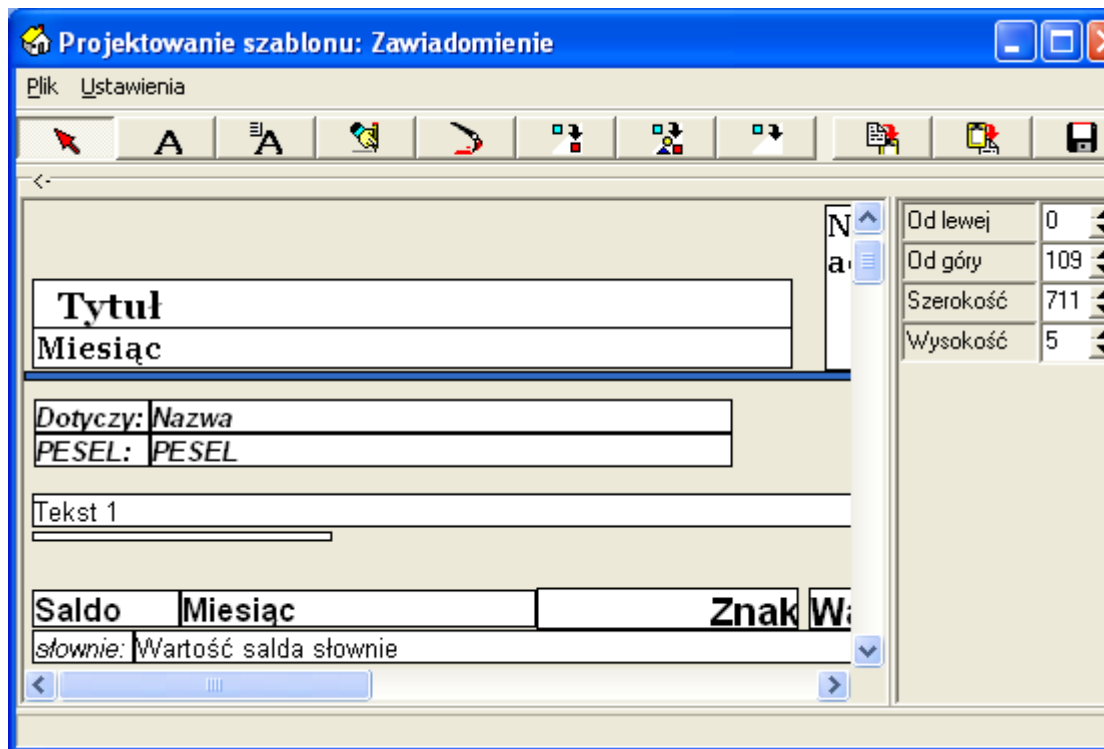 Projektowanie szablonu: Zawiadomienie
Plik Ustawienia
A A
<-
Od lewej 0
Od góry 109
Szerokość 711
Wysokość 5
Tytuł
Miesiąc
Dotyczy: Nazwa
PESEL: PESEL
Tekst 1
Saldo Miesiąc Znak
słownie: Wartość salda słownie